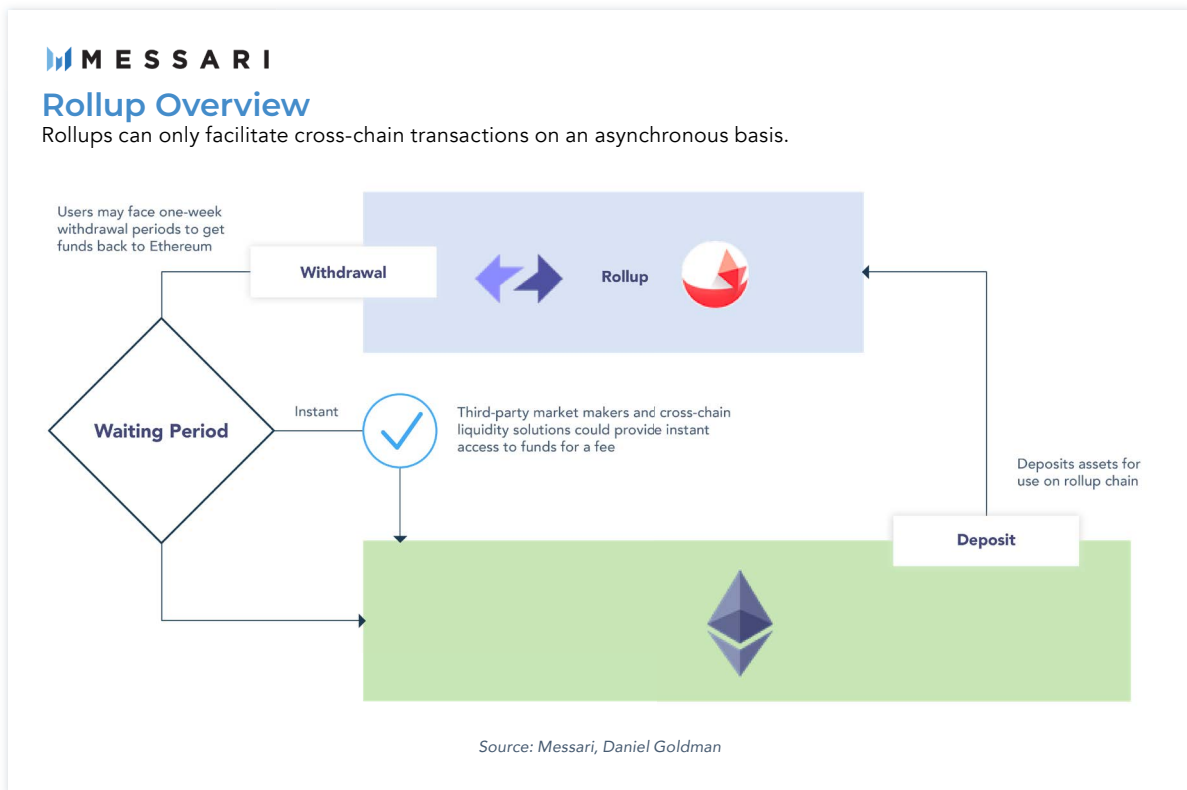 MESSARI
Rollup Overview
Rollups can only facilitate cross-chain transactions on an asynchronous basis.
Users may face one-week
withdrawal periods to get
funds back to Ethereum
Withdrawal
Rollup
Waiting Period
Instant
Third-party market makers and cross-chain
liquidity solutions could provide instant
access to funds for a fee
Deposits assets for
use on rollup chain
Deposit
Source: Messari, Daniel Goldman